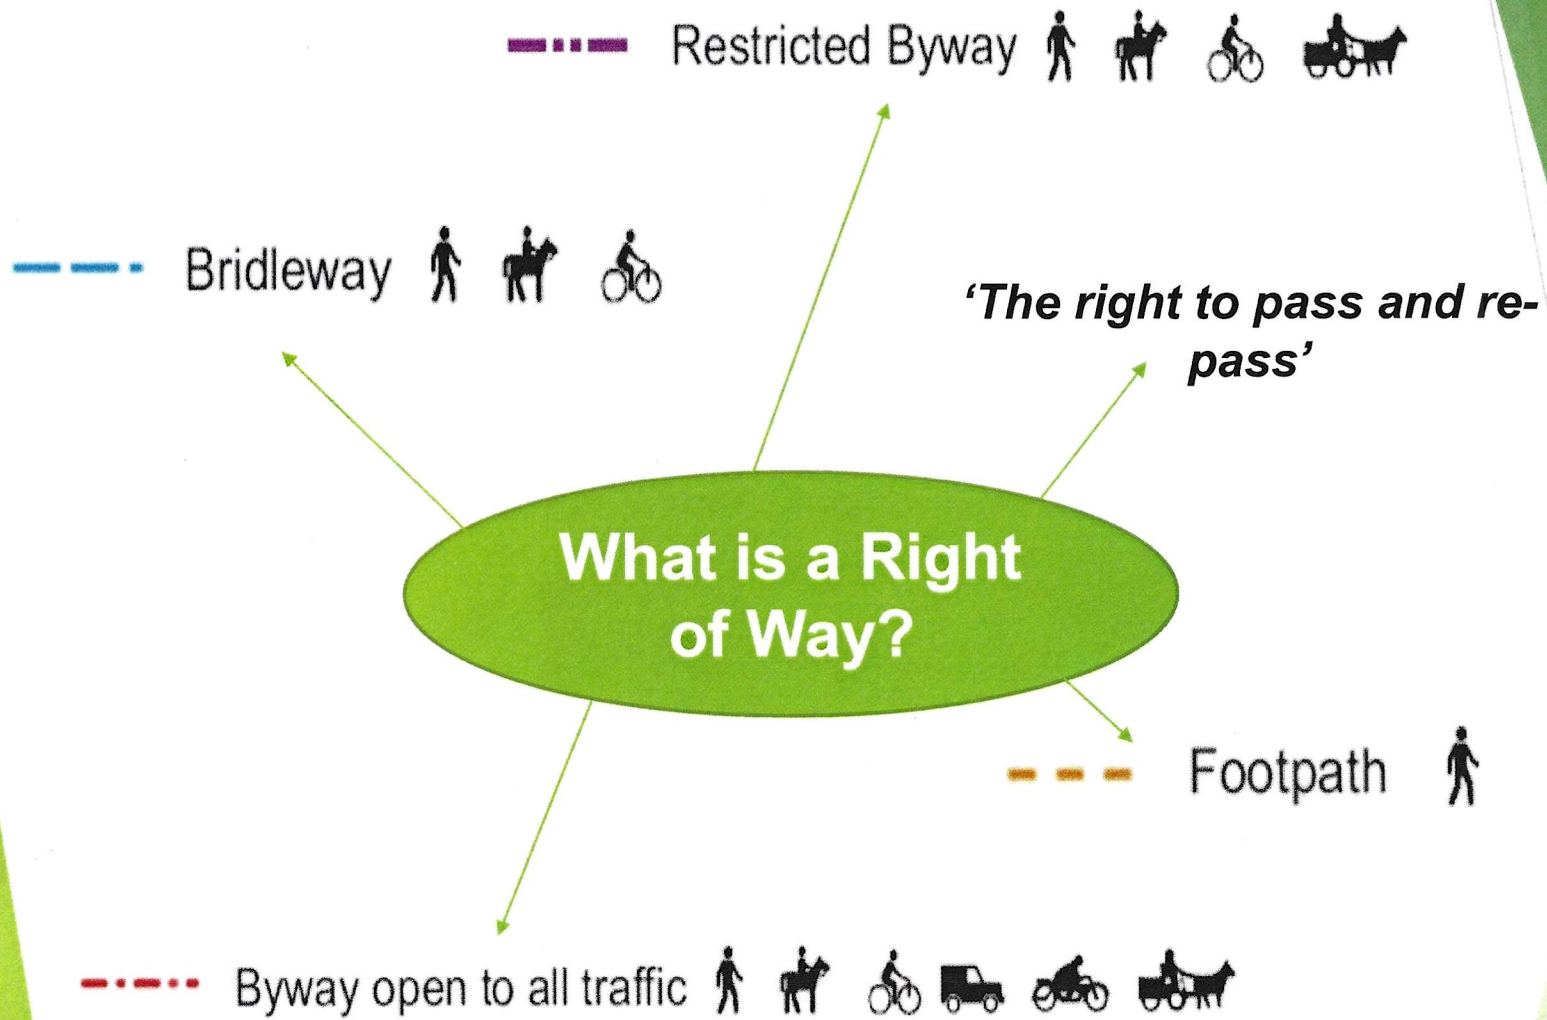 Restricted Byway
Bridleway
‘The right to pass and re-
pass’
What is a Right
of Way?
Footpath
Byway open to all traffic